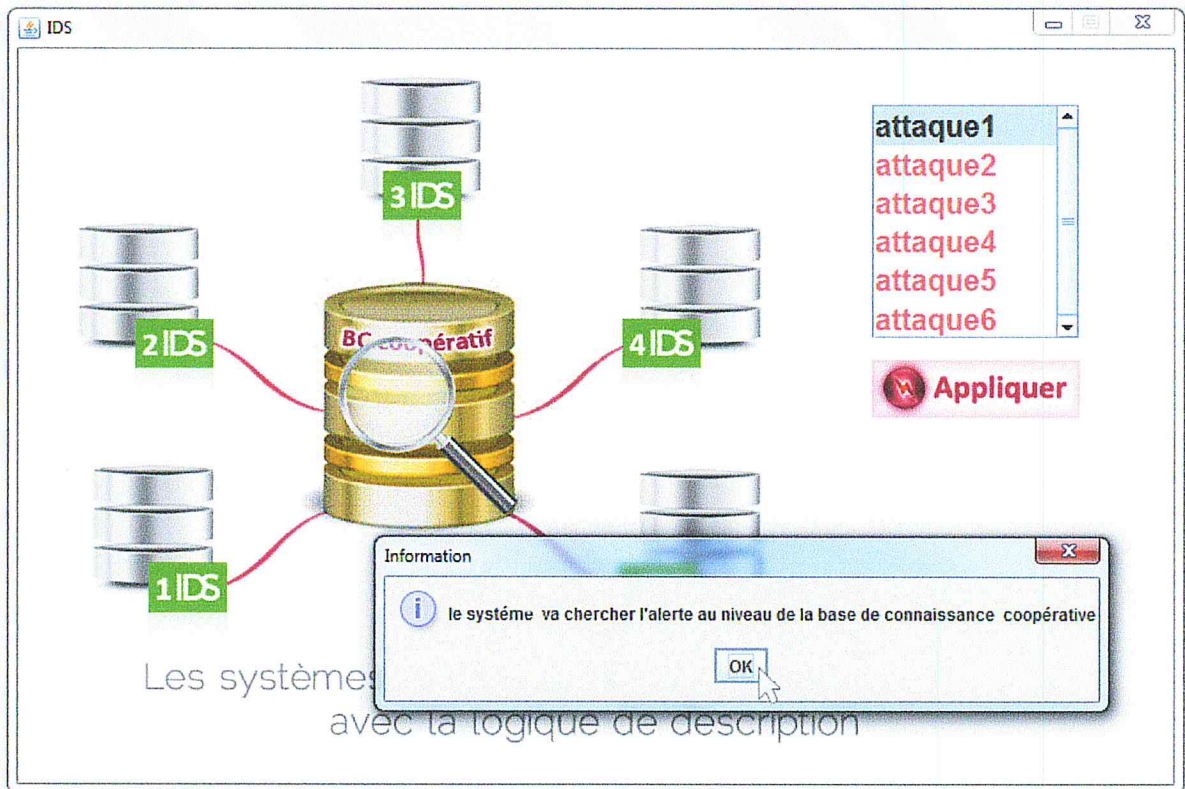 IDS
3 IDS
2 IDS
4 IDS
1 IDS
BC coopératif
attaque1
attaque2
attaque3
attaque4
attaque5
attaque6
Appliquer
Information
le systéme va chercher l'alerte au niveau de la base de connaissance coopérative
OK
Les systèmes
avec la logique de description